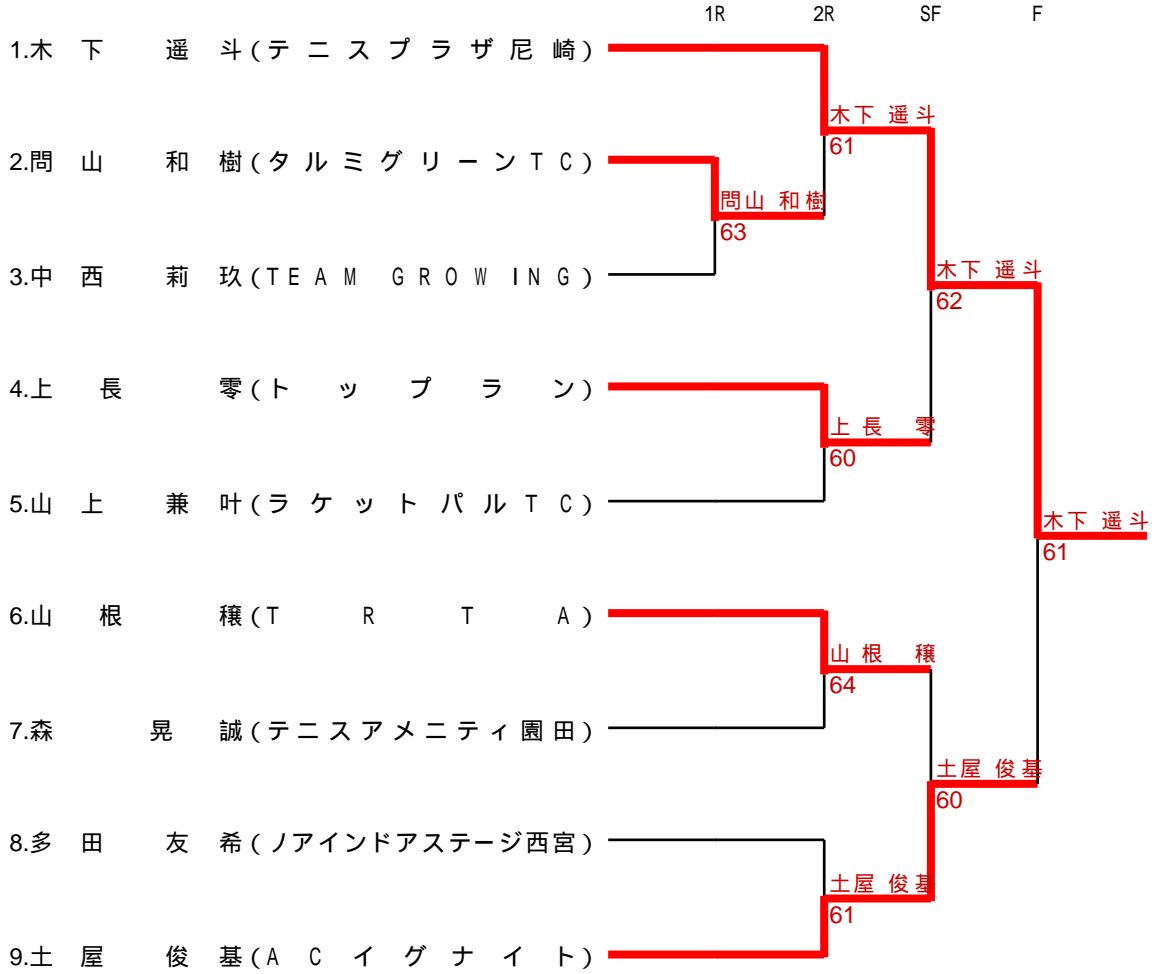 1R 2R SF F
1.木下 遥斗(テニスプラザ尼崎)
木下 遥斗
61
2.問山 和樹(タルミグリーンTC)
問山 和樹
63
3.中西 莉玖(TEAM GROWING)
木下 遥斗
62
4.上長 零(トップラン)
上長 零
60
5.山上 兼叶(ラケットパルTC)
木下 遥斗
61
6.山根 穣(TRTA)
山根 穣
64
7.森 晃誠(テニスアメニティ園田)
土屋 俊基
60
8.多田 友希(ノアインドアステージ西宮)
土屋 俊基
61
9.土屋 俊基(ACイグナイト)